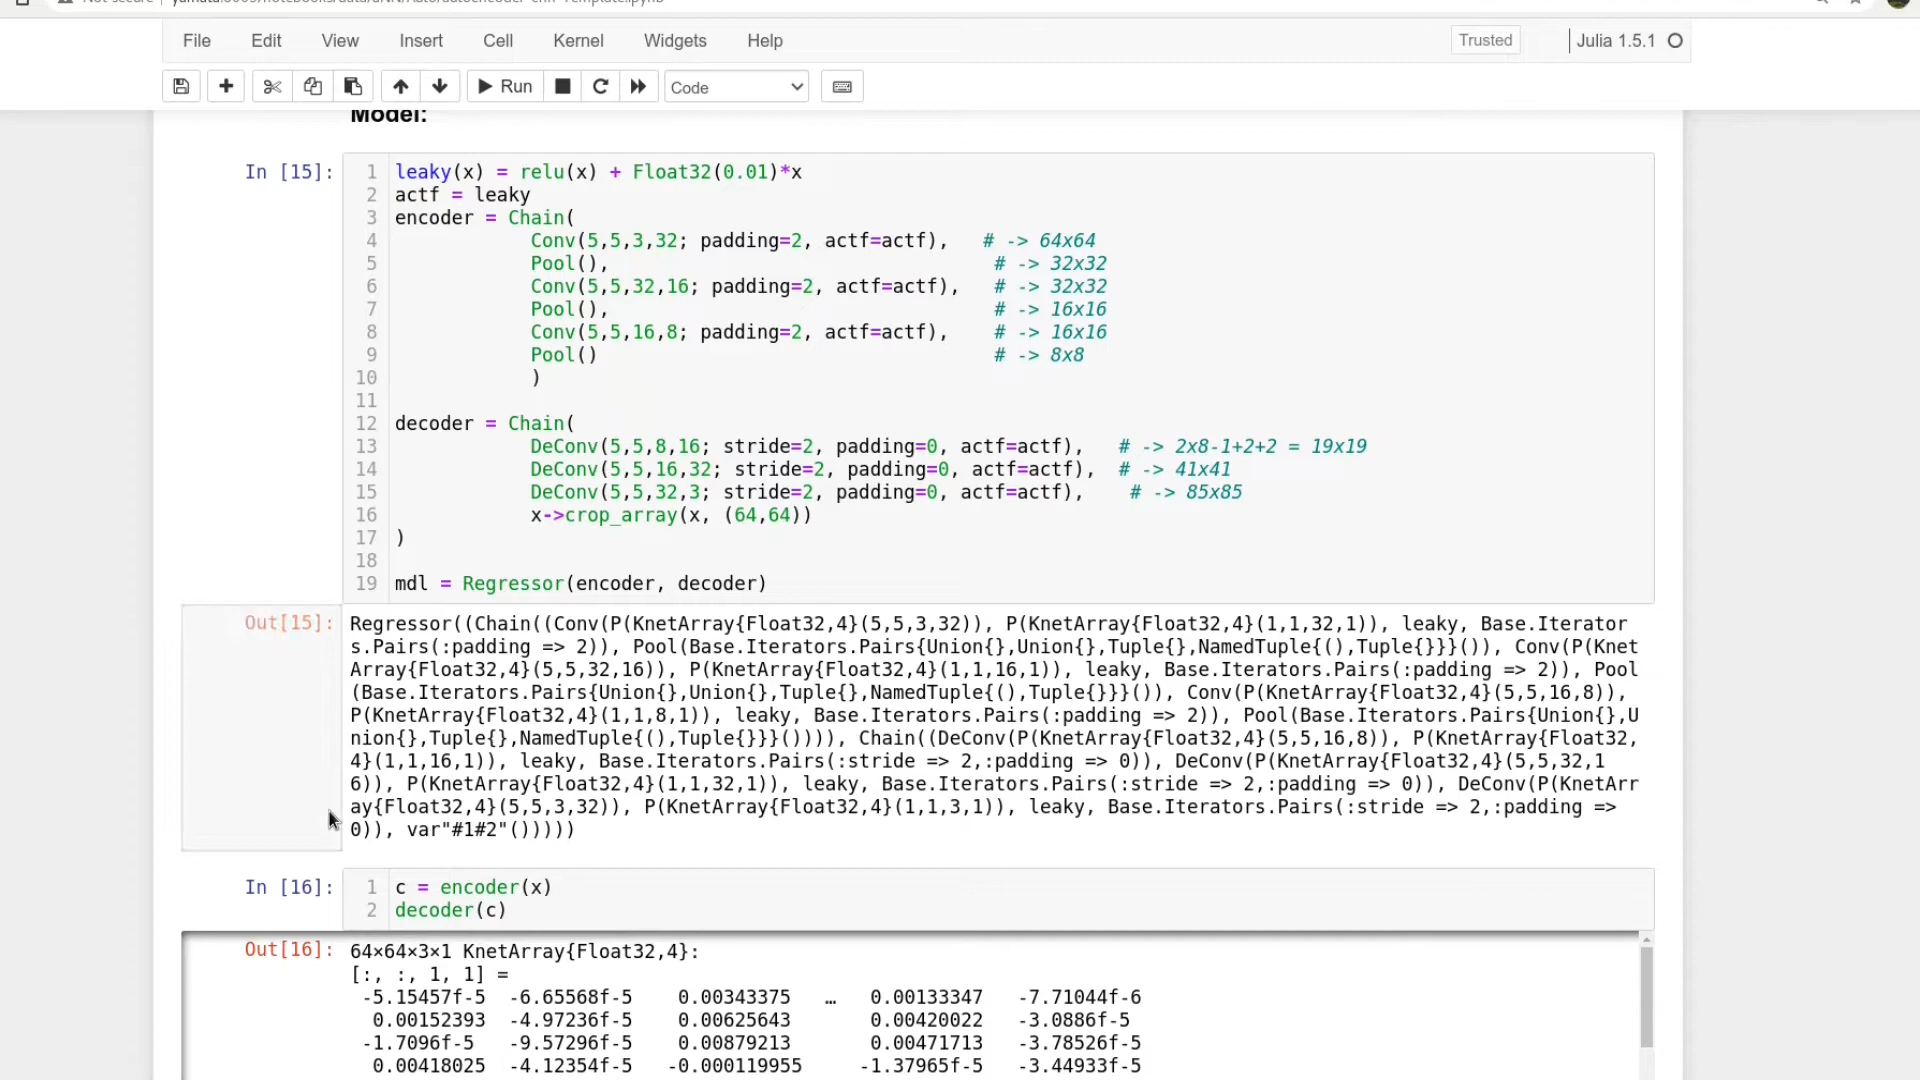 Not secure yamata:8005/notebooks/data/aNN/Auto/autoencoder-cnn-Template.ipynb
File Edit View Insert Cell Kernel Widgets Help Trusted Julia 1.5.1
Run Code
Model:
In [15]:
1 leaky(x) = relu(x) + Float32(0.01)*x
2 actf = leaky
3 encoder = Chain(
4 Conv(5,5,3,32; padding=2, actf=actf), # -> 64x64
5 Pool(), # -> 32x32
6 Conv(5,5,32,16; padding=2, actf=actf), # -> 32x32
7 Pool(), # -> 16x16
8 Conv(5,5,16,8; padding=2, actf=actf), # -> 16x16
9 Pool() # -> 8x8
10 )
11
12 decoder = Chain(
13 DeConv(5,5,8,16; stride=2, padding=0, actf=actf), # -> 2x8-1+2+2 = 19x19
14 DeConv(5,5,16,32; stride=2, padding=0, actf=actf), # -> 41x41
15 DeConv(5,5,32,3; stride=2, padding=0, actf=actf), # -> 85x85
16 x->crop_array(x, (64,64))
17 )
18
19 mdl = Regressor(encoder, decoder)
Out[15]: Regressor((Chain((Conv(P(KnetArray{Float32,4}(5,5,3,32)), P(KnetArray{Float32,4}(1,1,32,1)), leaky, Base.Iterator
s.Pairs(:padding => 2)), Pool(Base.Iterators.Pairs{Union{},Union{},Tuple{},NamedTuple{(),Tuple{}}}()), Conv(P(Knet
Array{Float32,4}(5,5,32,16)), P(KnetArray{Float32,4}(1,1,16,1)), leaky, Base.Iterators.Pairs(:padding => 2)), Pool
(Base.Iterators.Pairs{Union{},Union{},Tuple{},NamedTuple{(),Tuple{}}}()), Conv(P(KnetArray{Float32,4}(5,5,16,8)),
P(KnetArray{Float32,4}(1,1,8,1)), leaky, Base.Iterators.Pairs(:padding => 2)), Pool(Base.Iterators.Pairs{Union{},U
nion{},Tuple{},NamedTuple{(),Tuple{}}}()))), Chain((DeConv(P(KnetArray{Float32,4}(5,5,16,8)), P(KnetArray{Float32,
4}(1,1,16,1)), leaky, Base.Iterators.Pairs(:stride => 2,:padding => 0)), DeConv(P(KnetArray{Float32,4}(5,5,32,1
6)), P(KnetArray{Float32,4}(1,1,32,1)), leaky, Base.Iterators.Pairs(:stride => 2,:padding => 0)), DeConv(P(KnetArr
ay{Float32,4}(5,5,3,32)), P(KnetArray{Float32,4}(1,1,3,1)), leaky, Base.Iterators.Pairs(:stride => 2,:padding =>
0)), var"#1#2"()))))
In [16]:
1 c = encoder(x)
2 decoder(c)
Out[16]: 64×64×3×1 KnetArray{Float32,4}:
[:, :, 1, 1] =
-5.15457f-5 -6.65568f-5 0.00343375 … 0.00133347 -7.71044f-6
0.00152393 -4.97236f-5 0.00625643 0.00420022 -3.0886f-5
-1.7096f-5 -9.57296f-5 0.00879213 0.00471713 -3.78526f-5
0.00418025 -4.12354f-5 -0.000119955 -1.37965f-5 -3.44933f-5